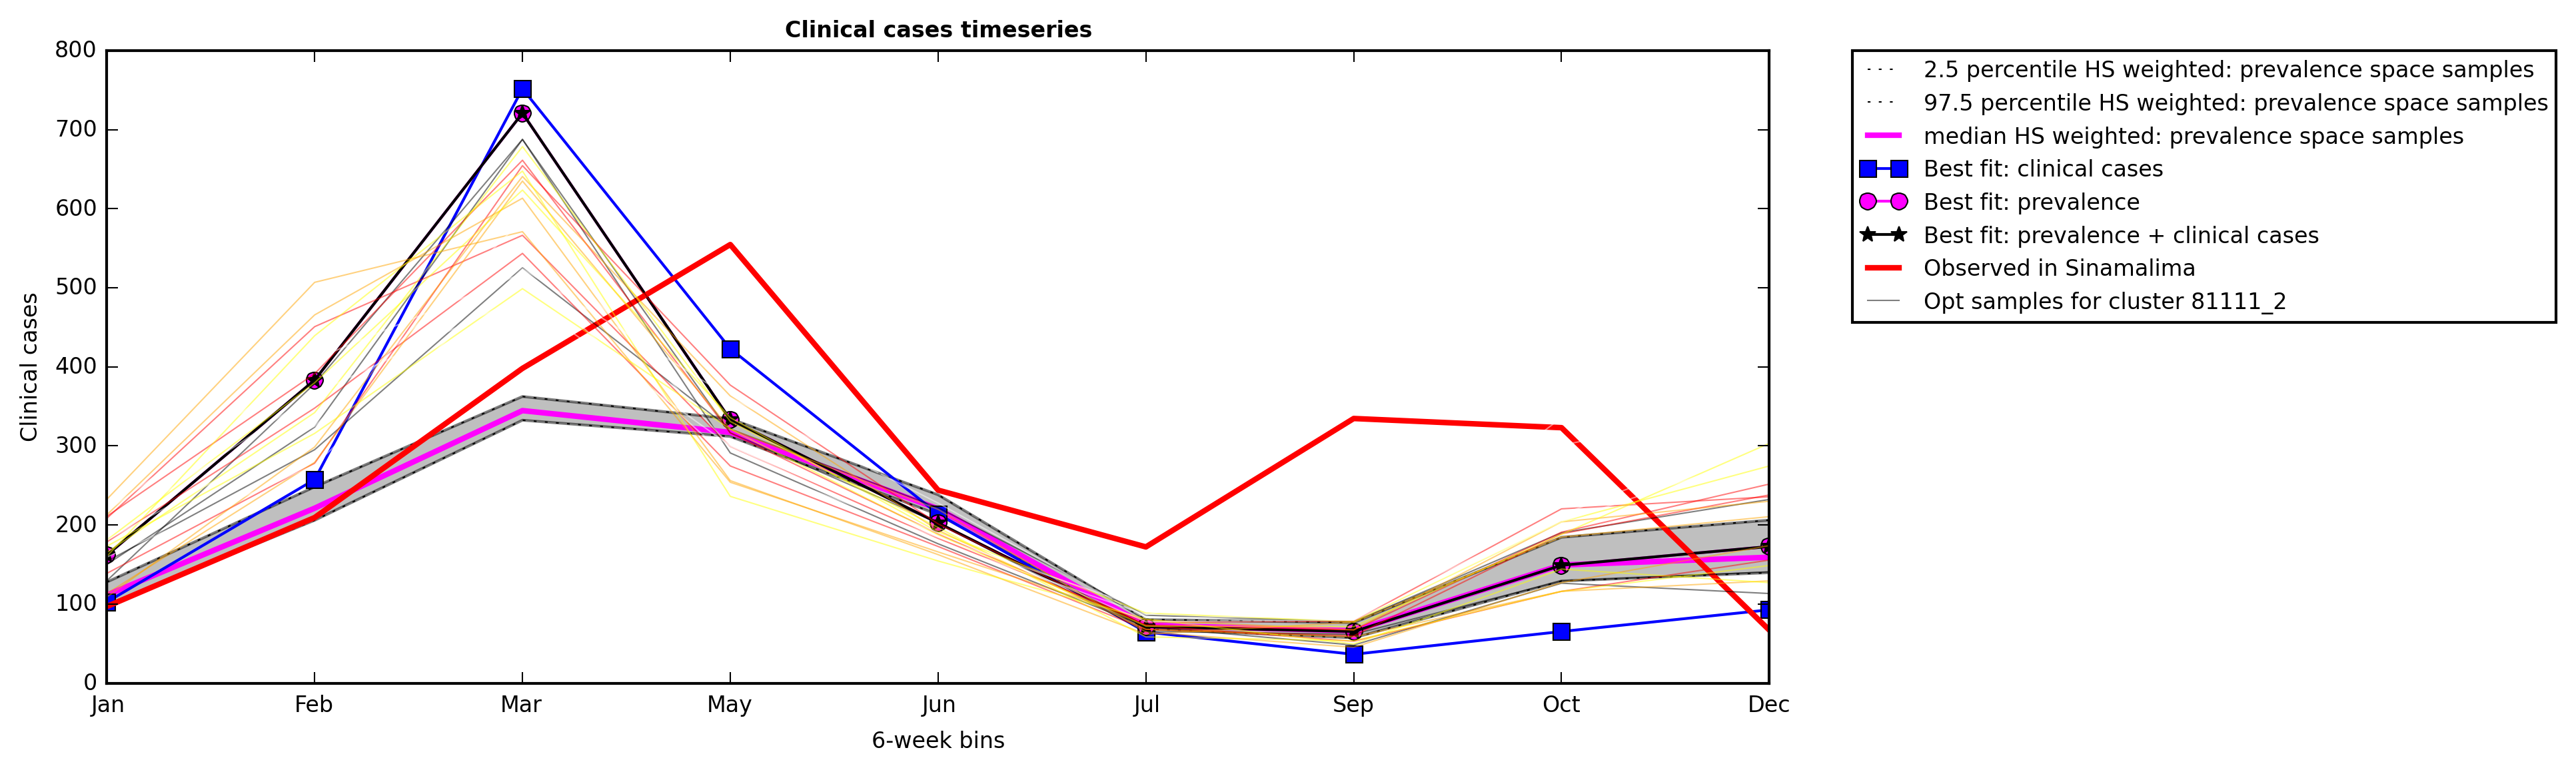 Clinical cases timeseries
800
700
600
500
400
300
200
100
0
Clinical cases
Jan Feb Mar May Jun Jul Sep Oct Dec
6-week bins
2.5 percentile HS weighted: prevalence space samples
97.5 percentile HS weighted: prevalence space samples
median HS weighted: prevalence space samples
Best fit: clinical cases
Best fit: prevalence
Best fit: prevalence + clinical cases
Observed in Sinamalima
Opt samples for cluster 81111_2